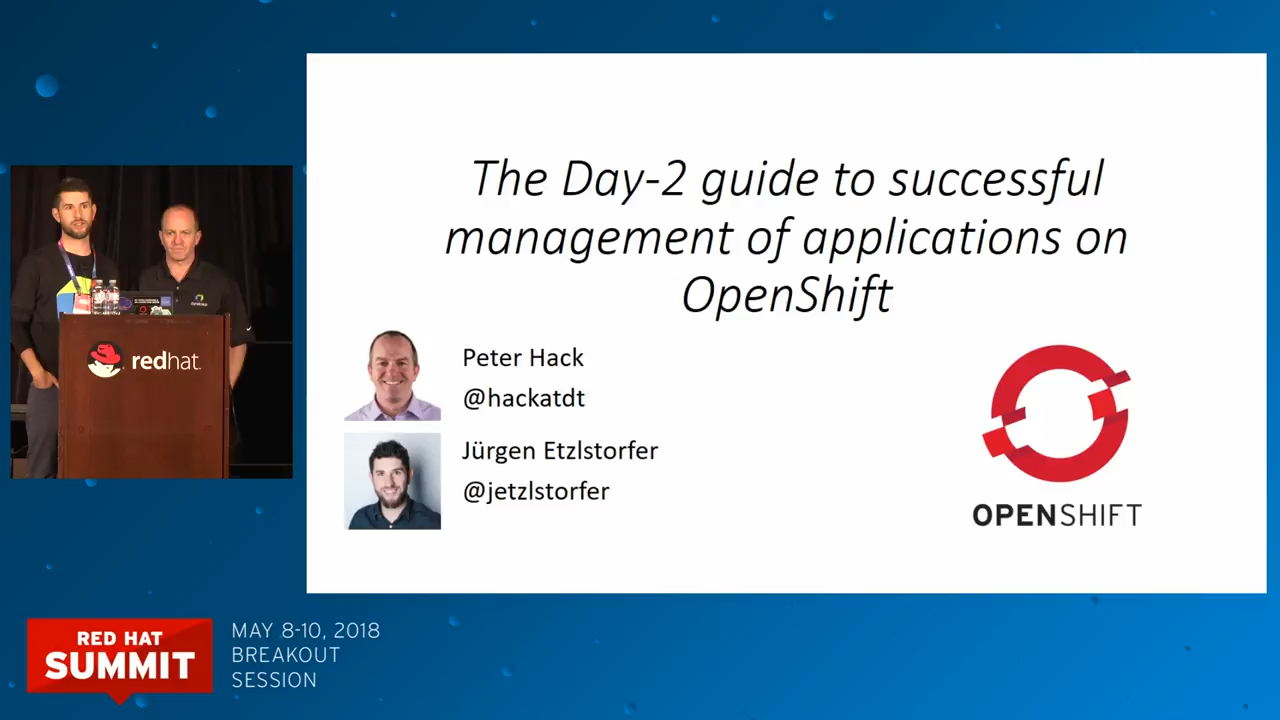 The Day-2 guide to successful
management of applications on
OpenShift
Peter Hack
@hackatdt
Jürgen Etzlstorfer
@jetzlstorfer
OPENSHIFT
redhat.
RED HAT
SUMMIT
MAY 8-10, 2018
BREAKOUT
SESSION